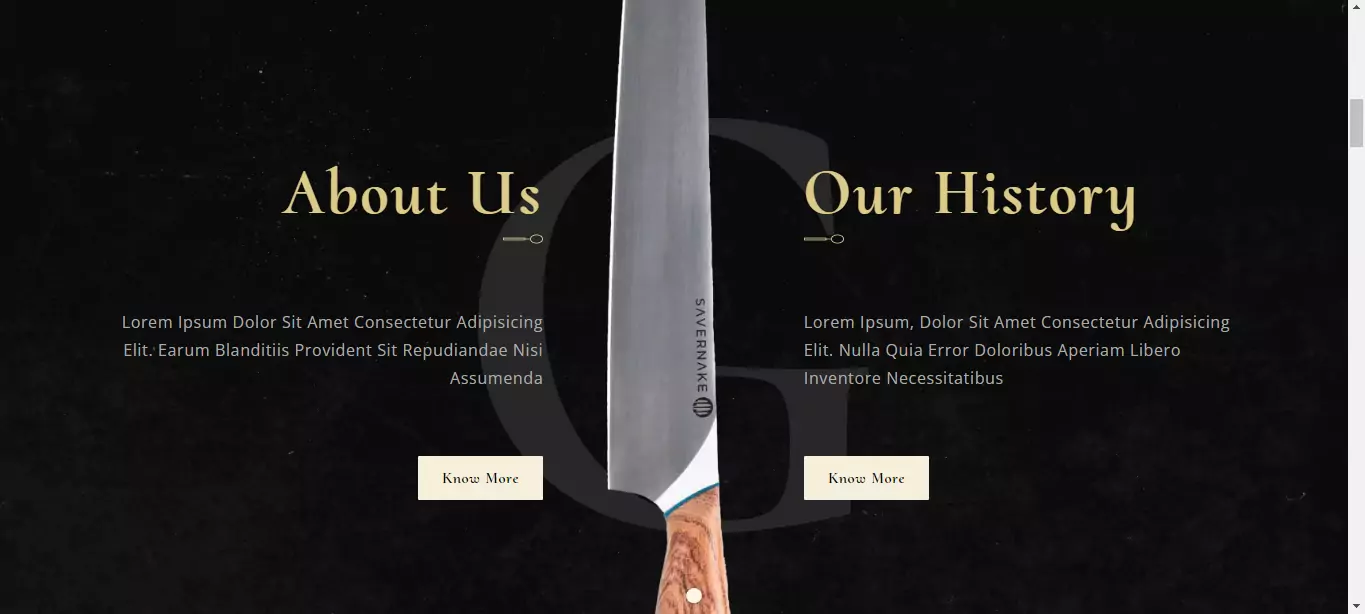 About Us
Lorem Ipsum Dolor Sit Amet Consectetur Adipisicing
Elit. Earum Blanditiis Provident Sit Repudiandae Nisi
Assumenda
Know More
G
SAVERNAKE
Our History
Lorem Ipsum, Dolor Sit Amet Consectetur Adipisicing
Elit. Nulla Quia Error Doloribus Aperiam Libero
Inventore Necessitatibus
Know More